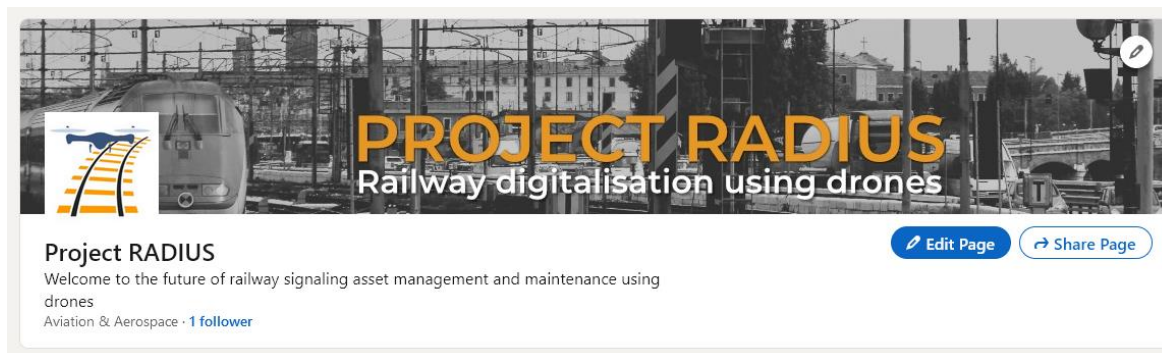 PROJECT RADIUS
Railway digitalisation using drones
Project RADIUS
Welcome to the future of railway signaling asset management and maintenance using
drones
Aviation & Aerospace · 1 follower
Edit Page
Share Page